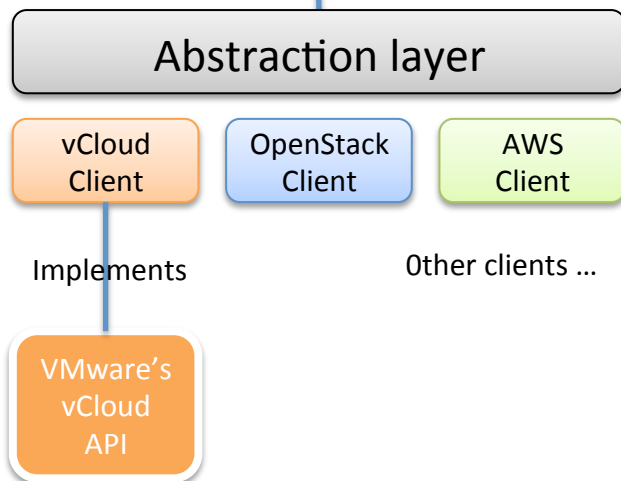 Abstraction layer
vCloud
Client
OpenStack
Client
AWS
Client
Implements
0ther clients …
VMware’s
vCloud
API